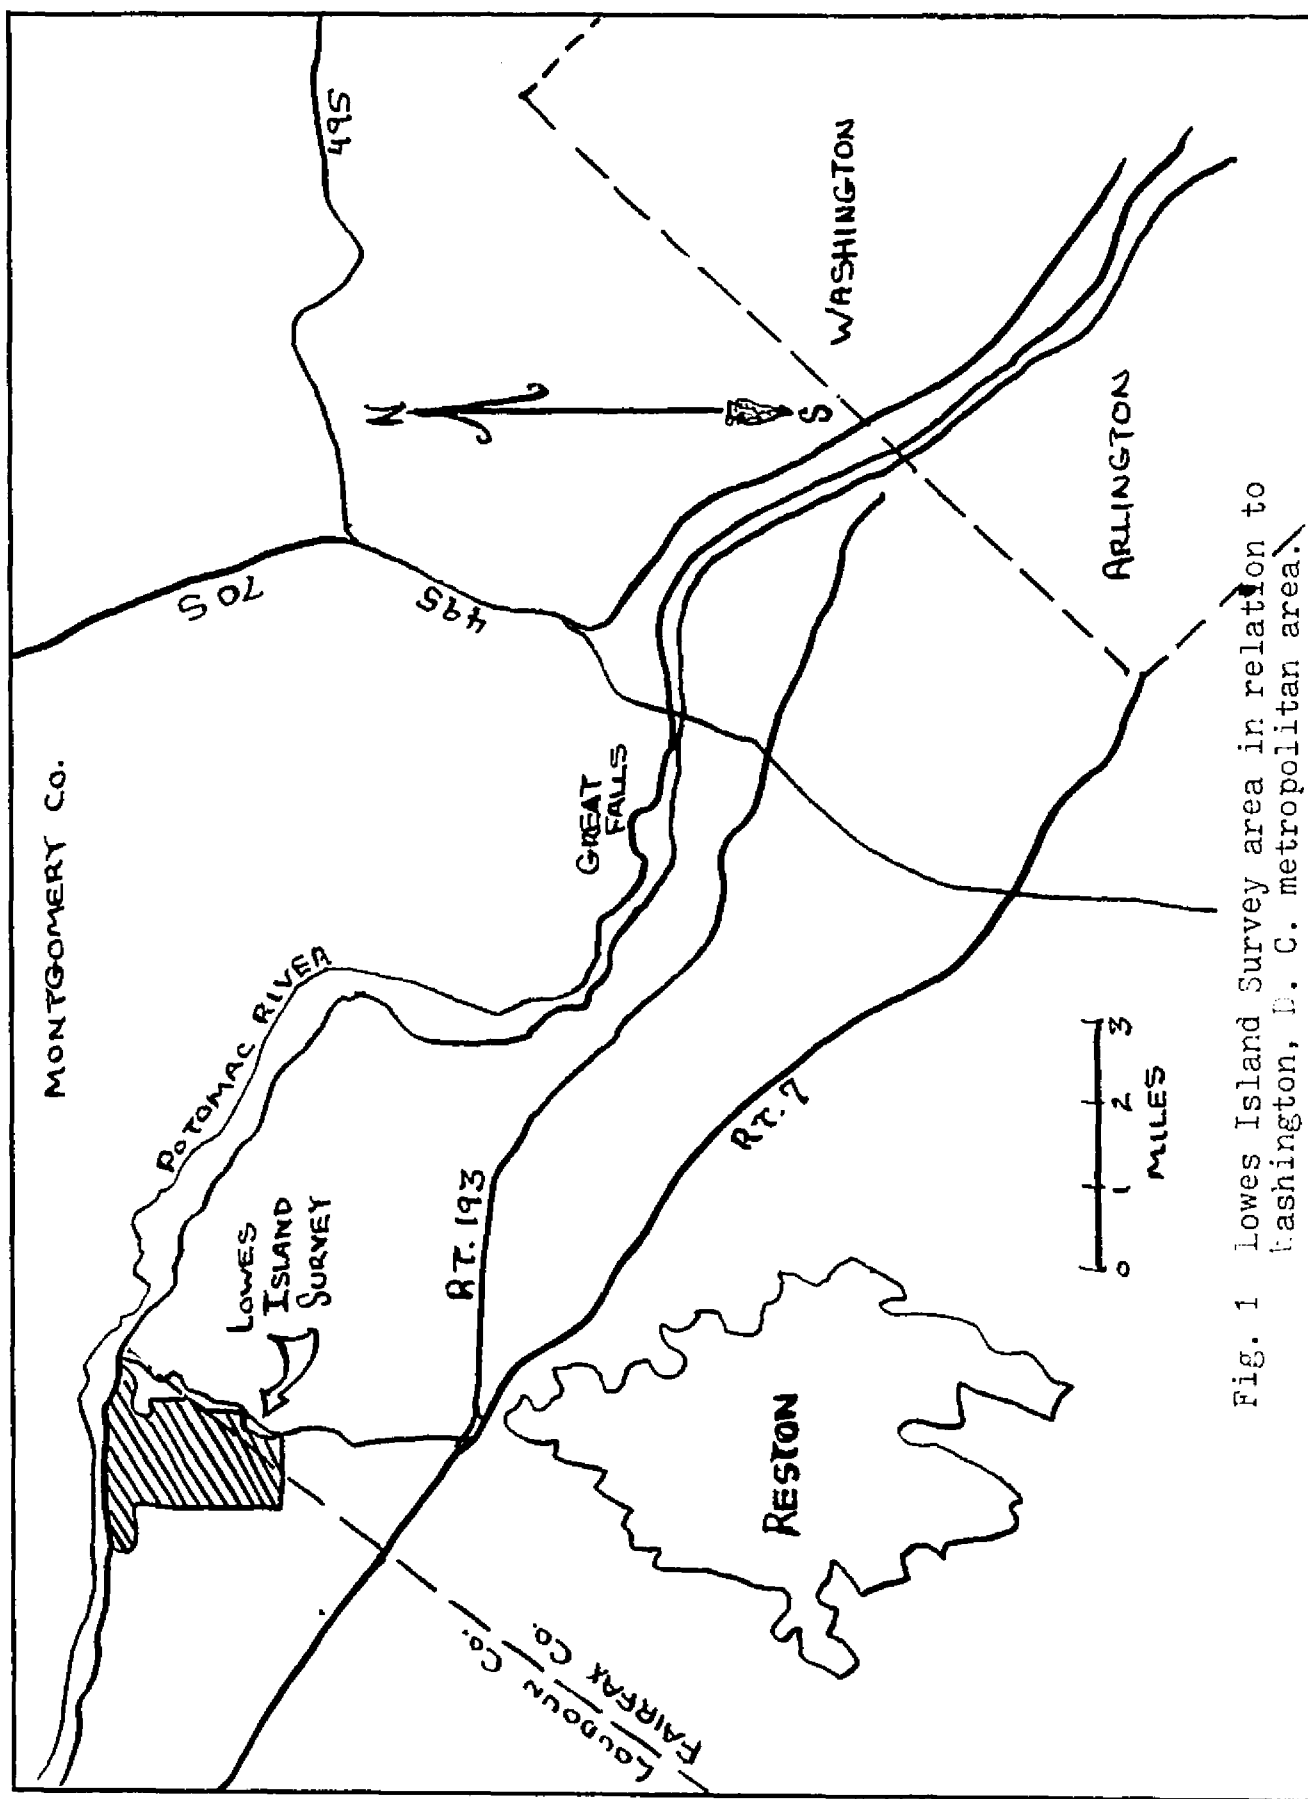 MONTGOMERY CO.
POTOMAC RIVER
70 S
495
495
N
S
GREAT
FALLS
WASHINGTON
ARLINGTON
LOWES
ISLAND
SURVEY
RT. 193
RT. 7
LOUDOUN CO.
FAIRFAX CO.
RESTON
0 1 2 3
MILES
Fig. 1 Lowes Island Survey area in relation to
Washington, D. C. metropolitan area.